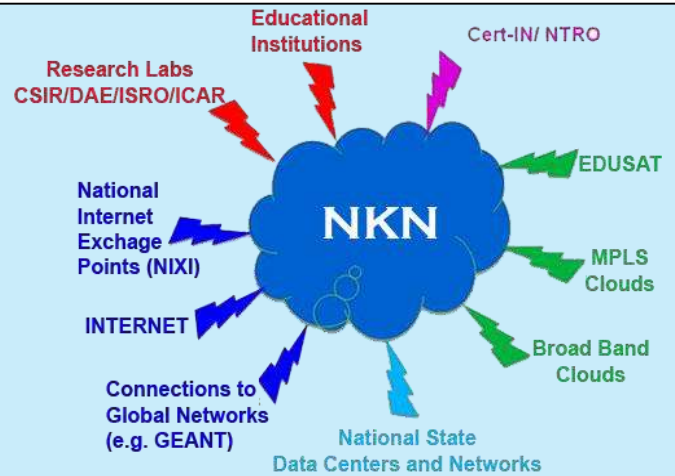 Educational
Institutions
Cert-IN/ NTRO
Research Labs
CSIR/DAE/ISRO/ICAR
EDUSAT
National
Internet
Exchage
Points (NIXI)
NKN
MPLS
Clouds
INTERNET
Broad Band
Clouds
Connections to
Global Networks
(e.g. GEANT)
National State
Data Centers and Networks